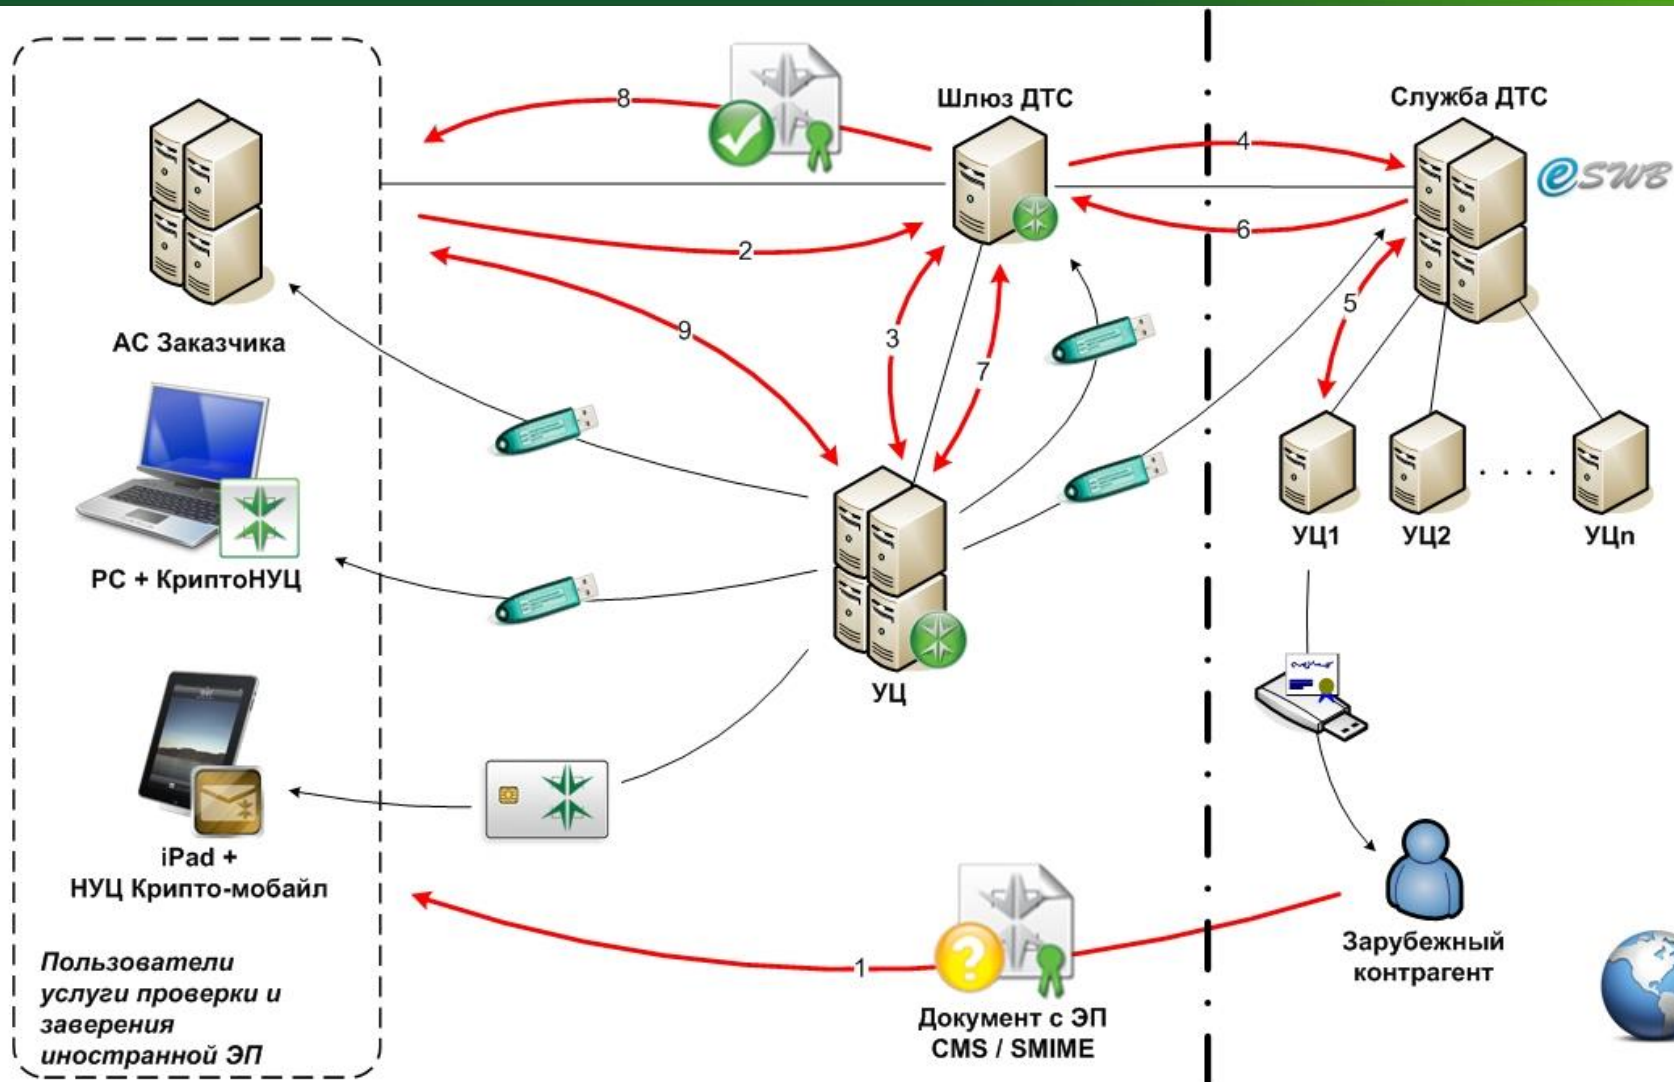 8
Шлюз ДТС
Служба ДТС
4
eSWB
2
6
АС Заказчика
9
3
7
5
PC + КриптоНУЦ
УЦ1
УЦ2
. . . .
УЦn
УЦ
iPad +
НУЦ Крипто-мобайл
Пользователи
услуги проверки и
заверения
иностранной ЭП
1
Документ с ЭП
CMS / SMIME
Зарубежный
контрагент